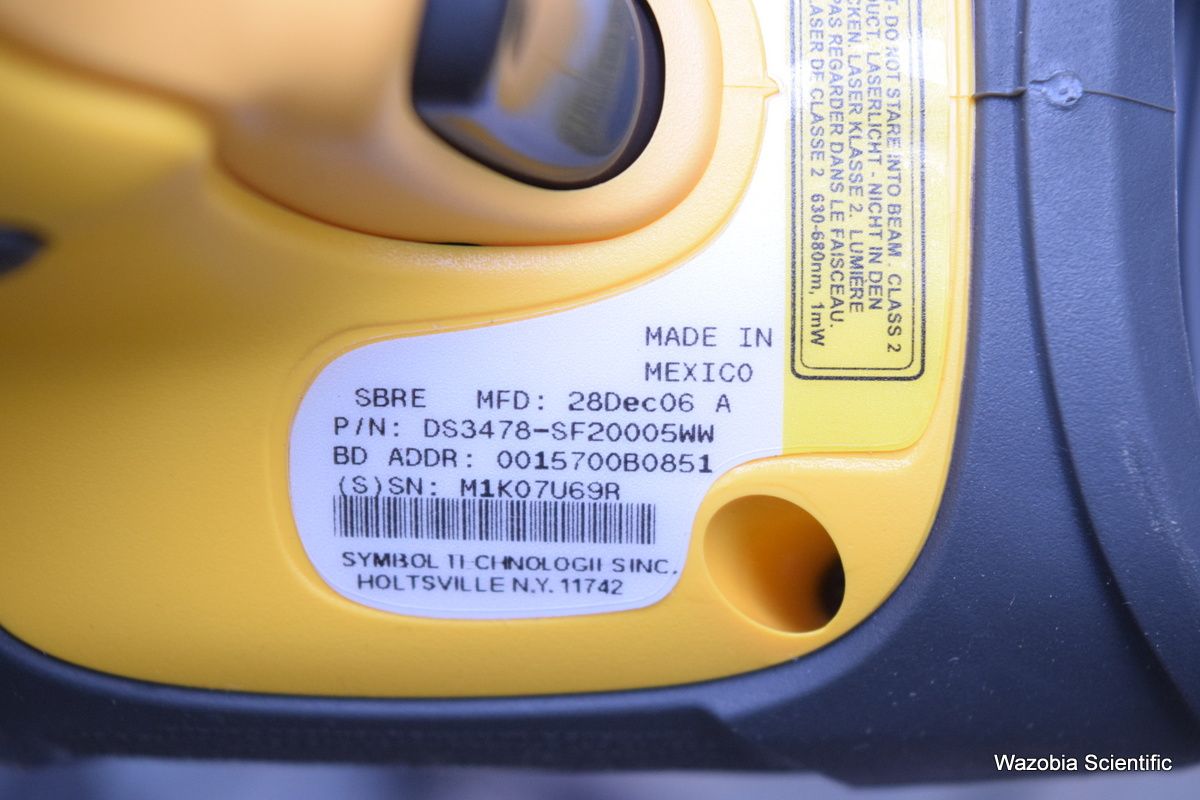 T- DO NOT STARE INTO BEAM. CLASS 2
DUCT. LASERLICHT - NICHT IN DEN
CKEN. LASER KLASSE 2. LUMIÈRE
PAS REGARDER DANS LE FAISCEAU.
LASER DE CLASSE 2 630-680nm, 1mW
MADE IN
MEXICO
SBRE MFD: 28Dec06 A
P/N: DS3478-SF20005WW
BD ADDR: 0015700B0851
(S)SN: M1K07U69R
SYMBOL TECHNOLOGIES INC.
HOLTSVILLE N.Y. 11742
Wazobia Scientific